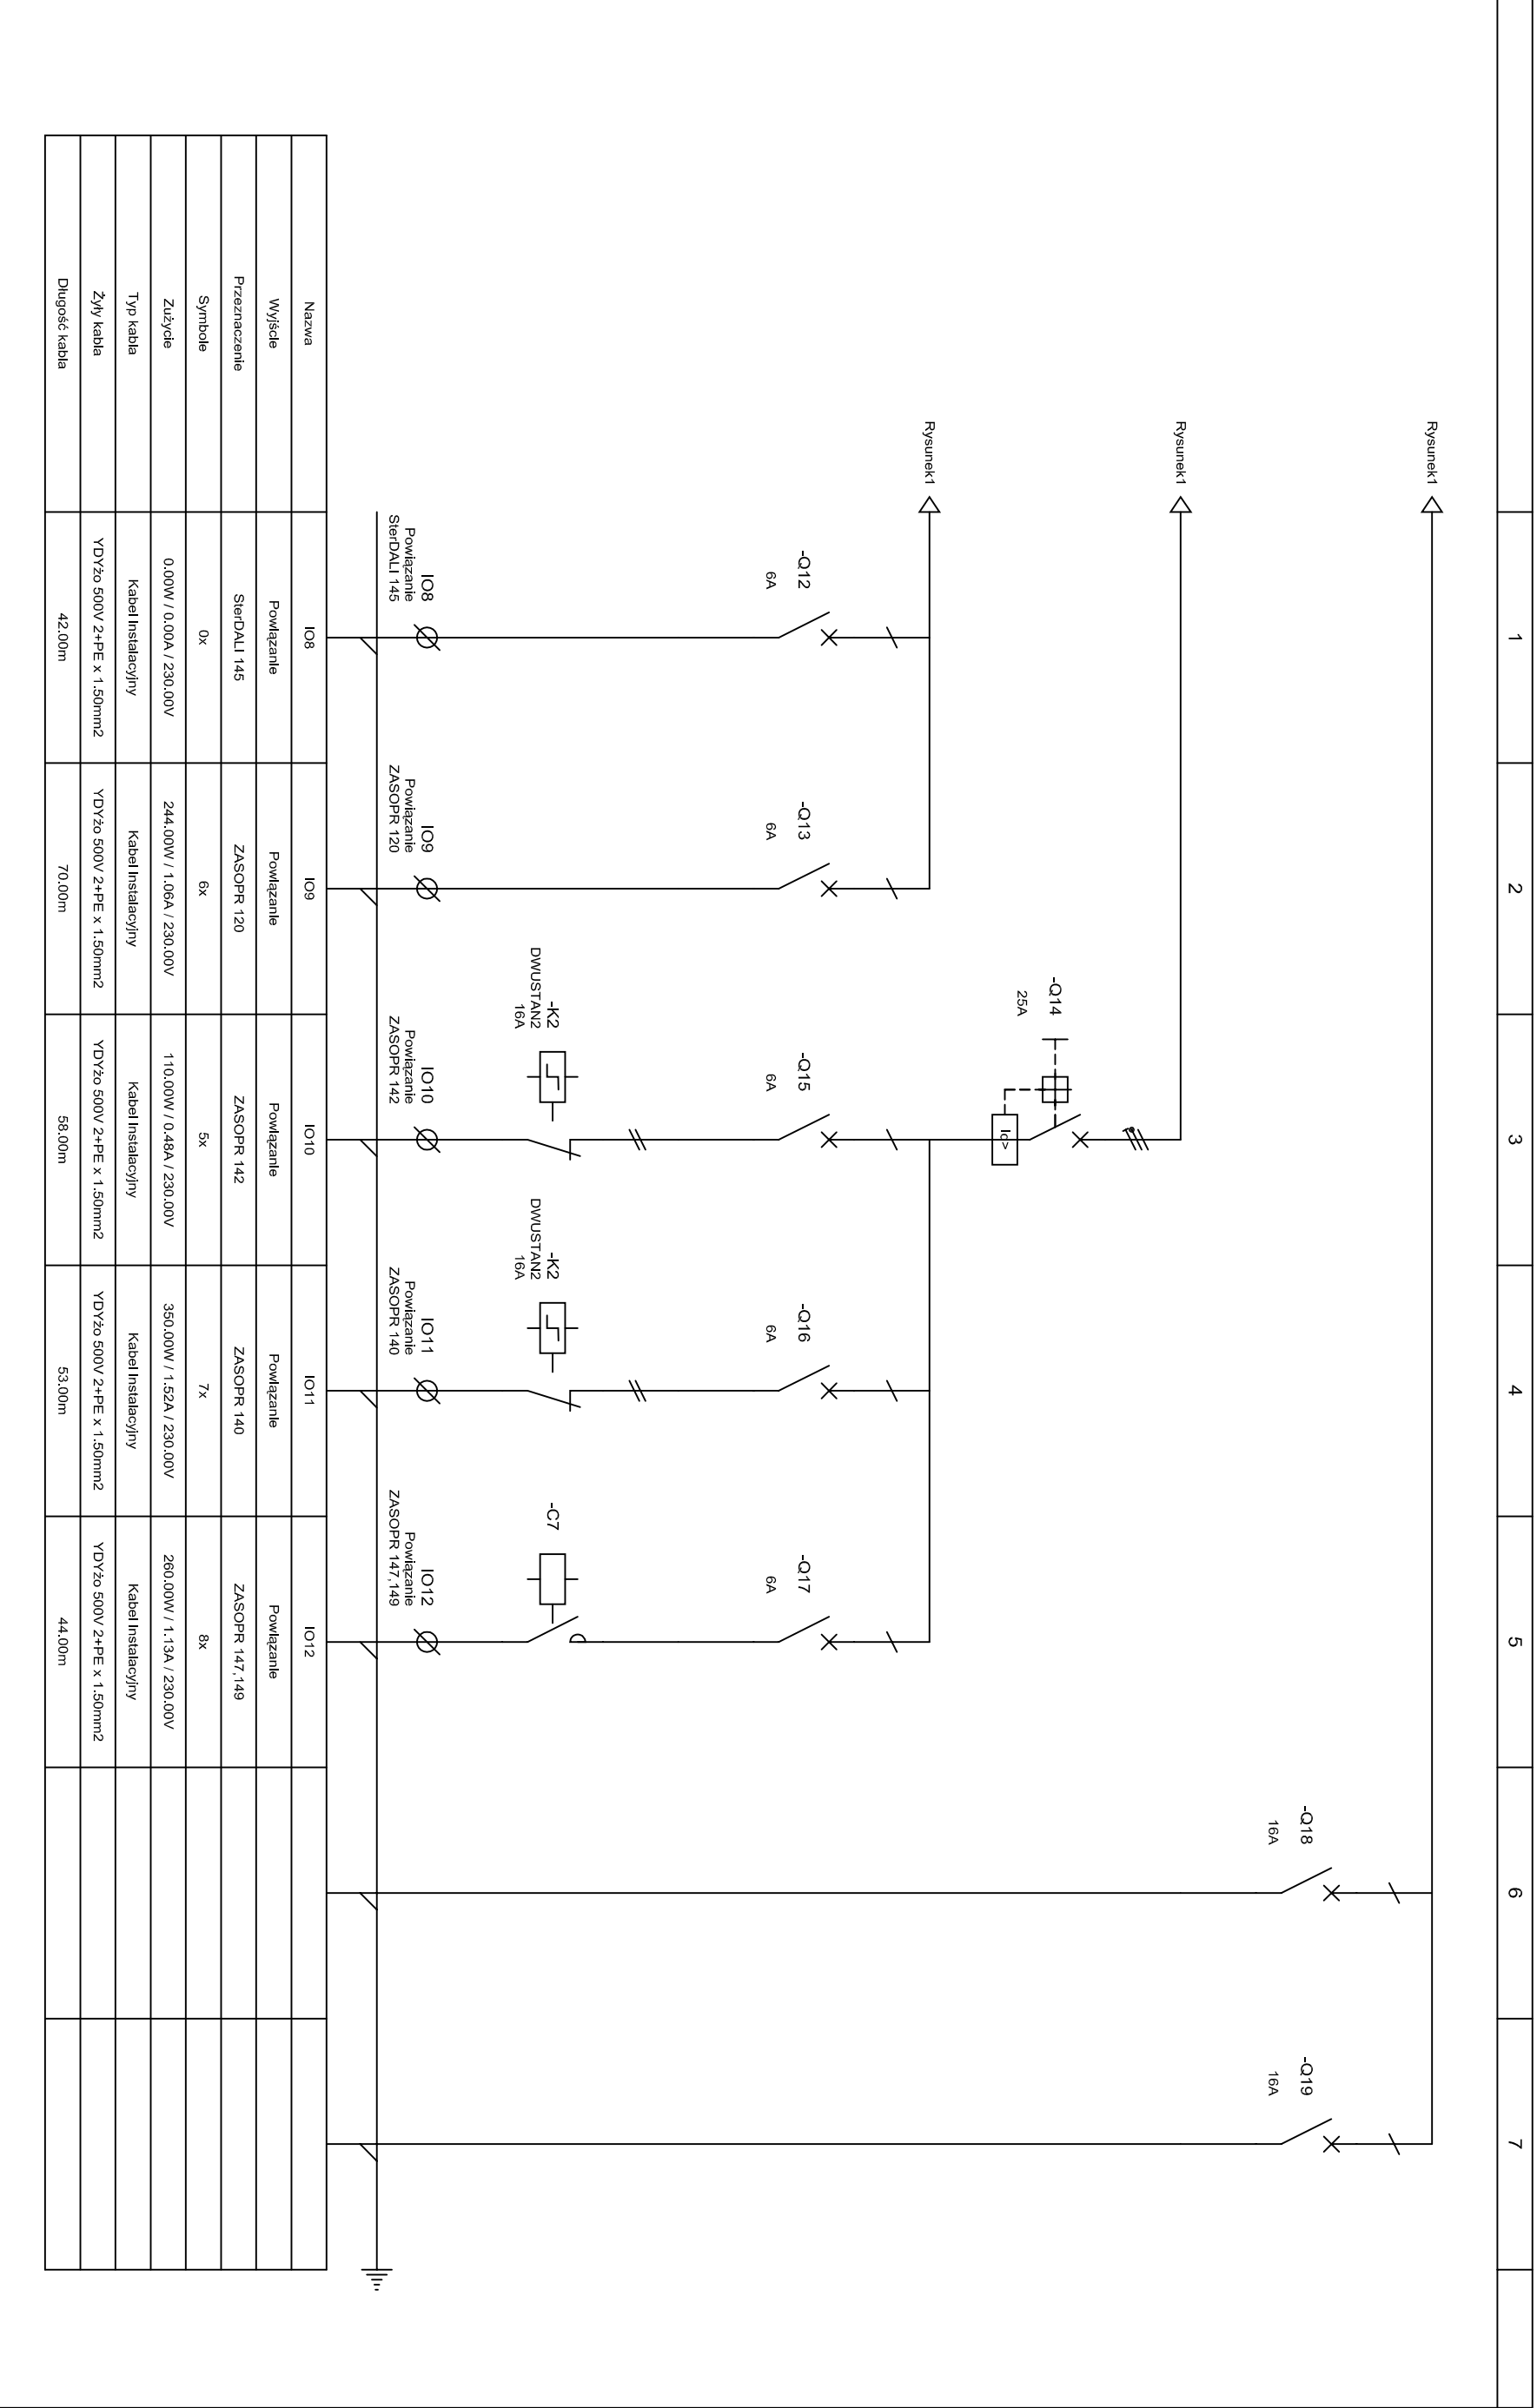 1 2 3 4 5 6 7
Rysunek1
-Q18
16A
-Q19
16A
Rysunek1
-Q14
25A
Id>
Rysunek1
-Q12
6A
-Q13
6A
-Q15
6A
-Q16
6A
-Q17
6A
-K2
DWUSTAN2
16A
-K2
DWUSTAN2
16A
-C7
IO8
Powiązanie
SterDALI 145
IO9
Powiązanie
ZASOPR 120
IO10
Powiązanie
ZASOPR 142
IO11
Powiązanie
ZASOPR 140
IO12
Powiązanie
ZASOPR 147,149
Nazwa IO8 IO9 IO10 IO11 IO12
Wyjście Powiązanie Powiązanie Powiązanie Powiązanie Powiązanie
Przeznaczenie SterDALI 145 ZASOPR 120 ZASOPR 142 ZASOPR 140 ZASOPR 147,149
Symbole 0x 6x 5x 7x 8x
Zużycie 0.00W / 0.00A / 230.00V 244.00W / 1.06A / 230.00V 110.00W / 0.48A / 230.00V 350.00W / 1.52A / 230.00V 260.00W / 1.13A / 230.00V
Typ kabla Kabel Instalacyjny Kabel Instalacyjny Kabel Instalacyjny Kabel Instalacyjny Kabel Instalacyjny
Żyły kabla YDYżo 500V 2+PE x 1.50mm2 YDYżo 500V 2+PE x 1.50mm2 YDYżo 500V 2+PE x 1.50mm2 YDYżo 500V 2+PE x 1.50mm2 YDYżo 500V 2+PE x 1.50mm2
Długość kabla 42.00m 70.00m 58.00m 53.00m 44.00m